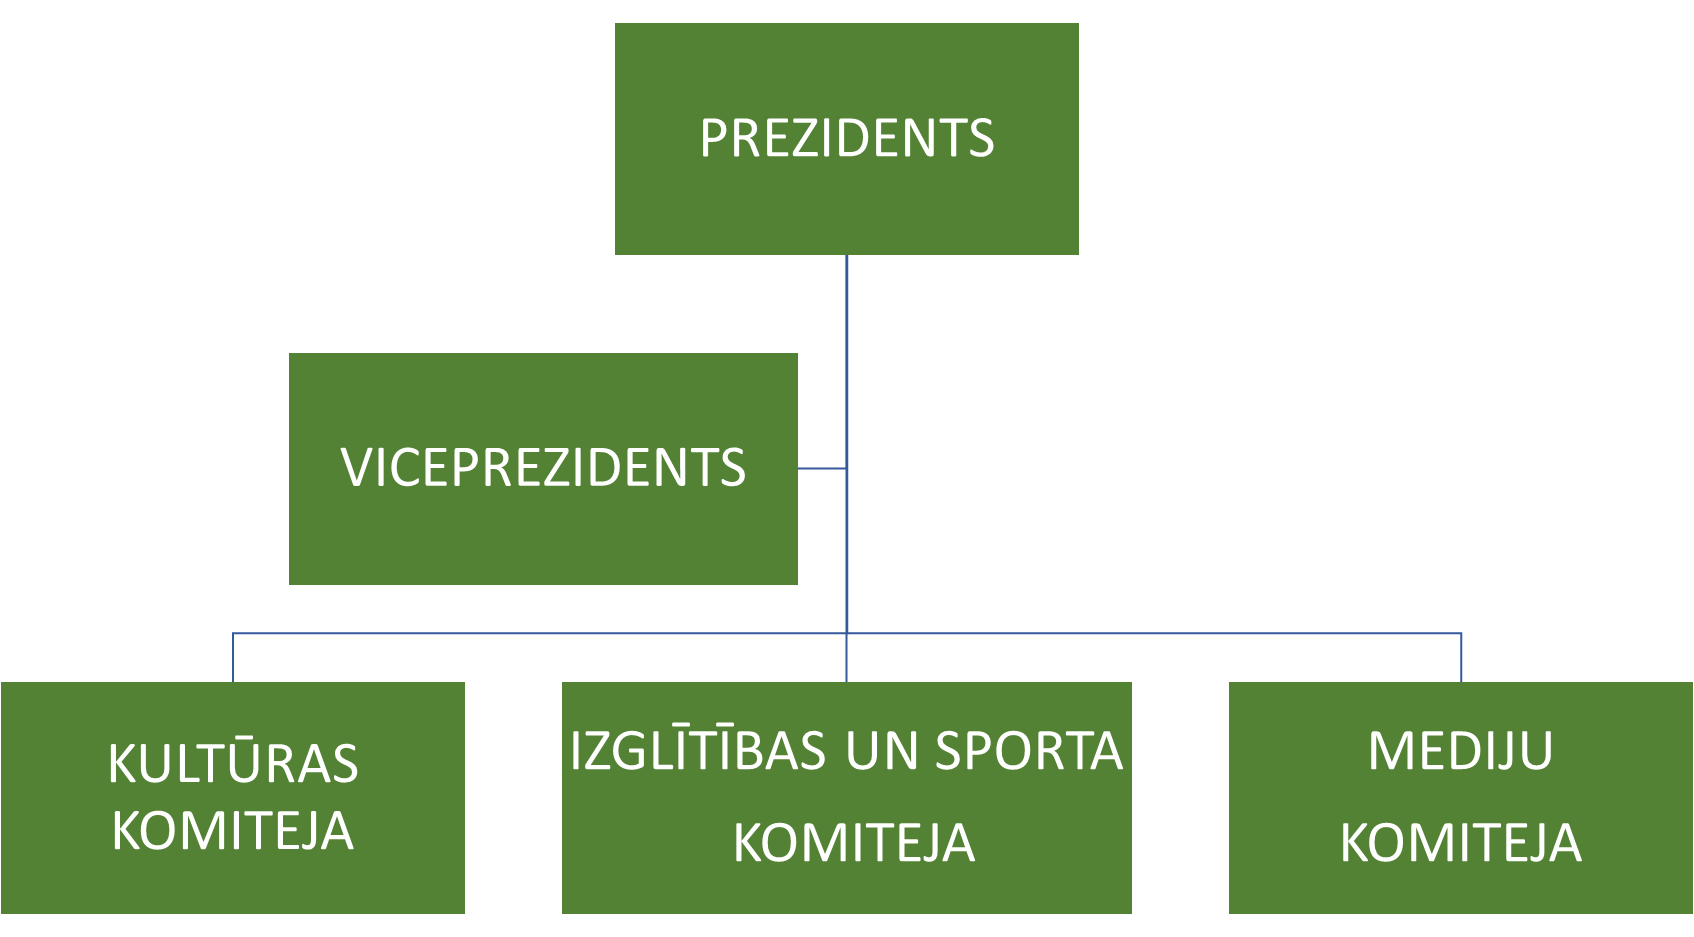 PREZIDENTS
VICEPREZIDENTS
KULTŪRAS
KOMITEJA
IZGLĪTĪBAS UN SPORTA
KOMITEJA
MEDIJU
KOMITEJA